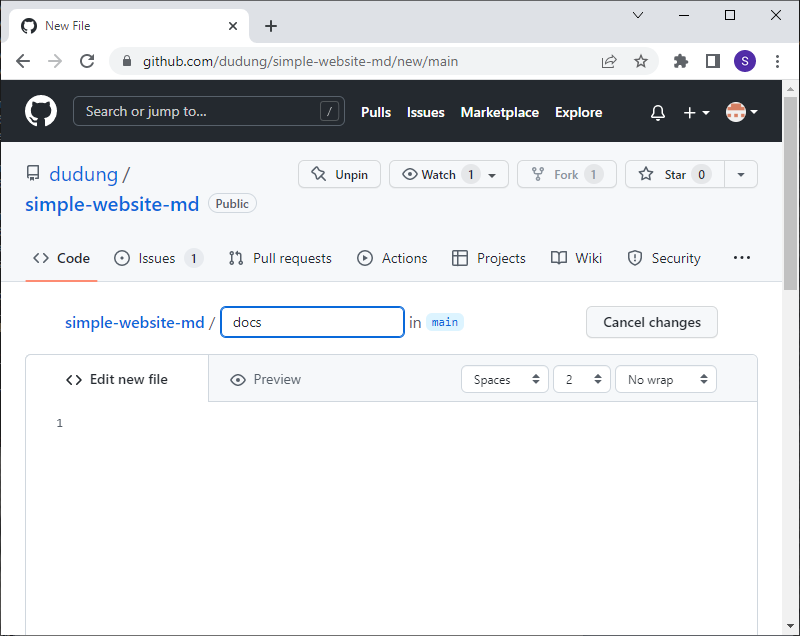 New File
github.com/dudung/simple-website-md/new/main
S
Search or jump to... /
Pulls Issues Marketplace Explore
dudung /
simple-website-md Public
Unpin Watch 1 Fork 1 Star 0
Code Issues 1 Pull requests Actions Projects Wiki Security
simple-website-md / docs in main Cancel changes
Edit new file Preview Spaces 2 No wrap
1